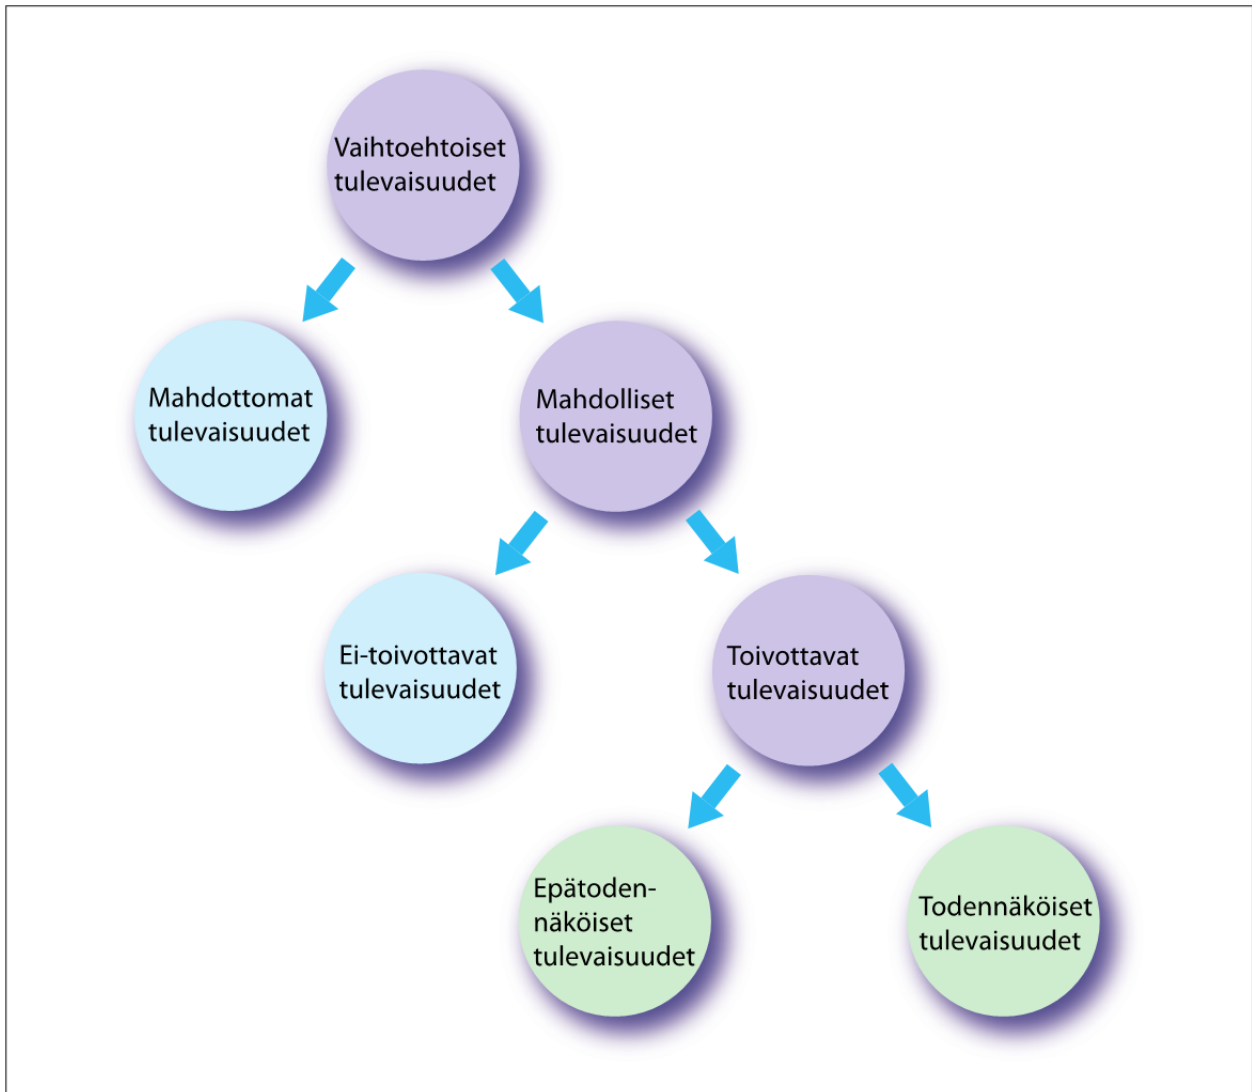 Vaihtoehtoiset
tulevaisuudet
Mahdottomat
tulevaisuudet
Mahdolliset
tulevaisuudet
Ei-toivottavat
tulevaisuudet
Toivottavat
tulevaisuudet
Epätoden-
näköiset
tulevaisuudet
Todennäköiset
tulevaisuudet